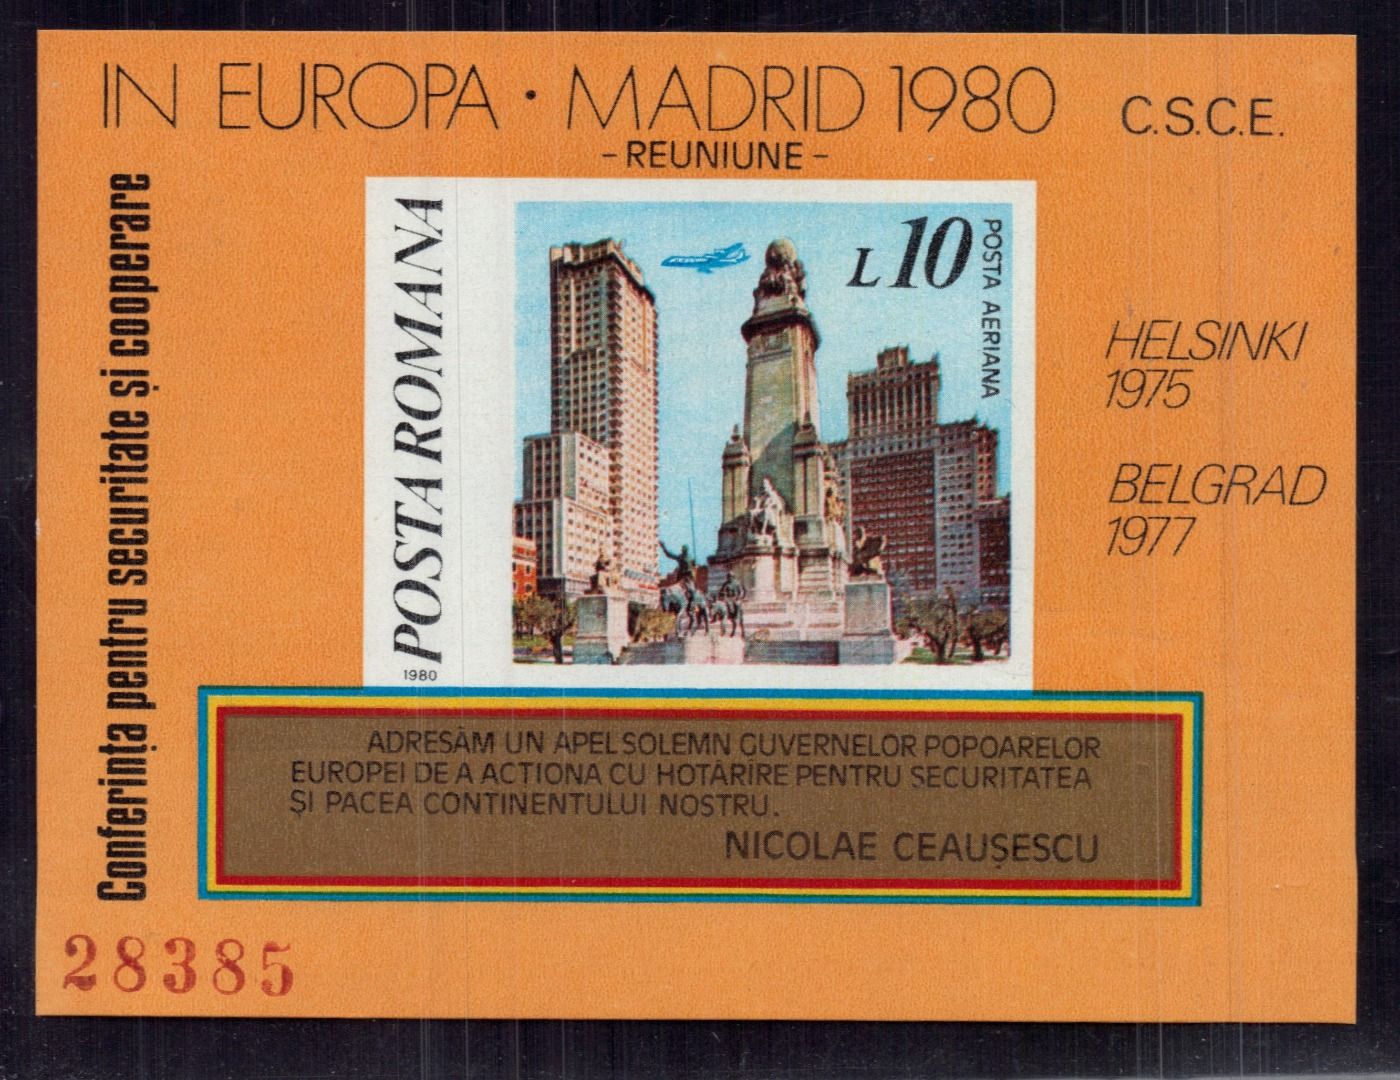 IN EUROPA · MADRID 1980 C.S.C.E.
-REUNIUNE-
Conferința pentru securitate și cooperare
POSTA ROMANA
1980
L10
POSTA AERIANA
HELSINKI
1975
BELGRAD
1977
ADRESĂM UN APEL SOLEMN GUVERNELOR POPOARELOR
EUROPEI DE A ACTIONA CU HOTĂRÎRE PENTRU SECURITATEA
ȘI PACEA CONTINENTULUI NOSTRU.
NICOLAE CEAUȘESCU
28385